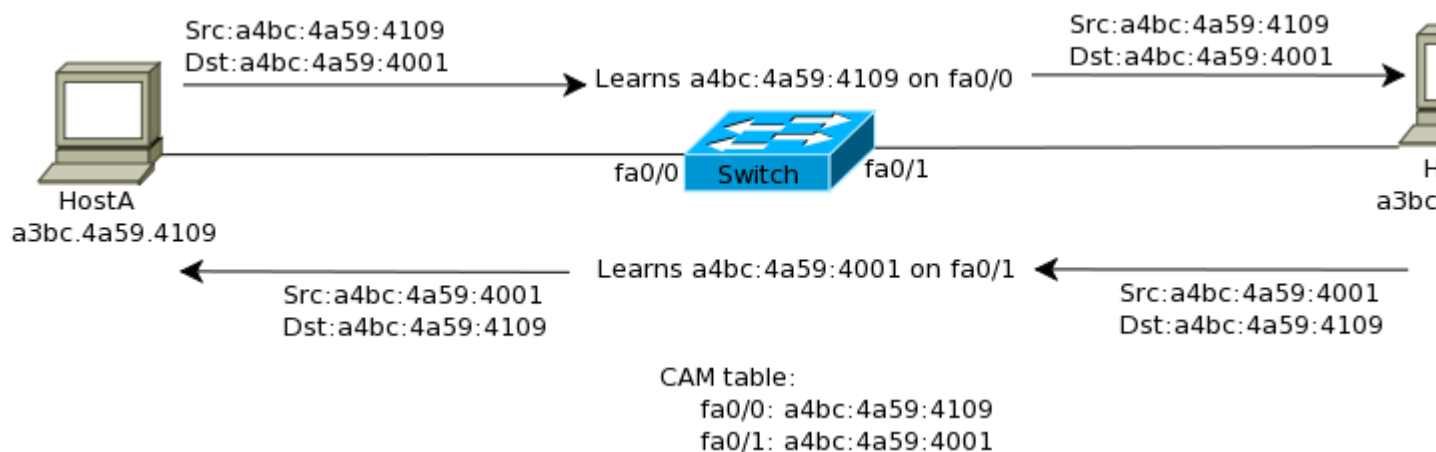 Src:a4bc:4a59:4109
Dst:a4bc:4a59:4001
Learns a4bc:4a59:4109 on fa0/0
Src:a4bc:4a59:4109
Dst:a4bc:4a59:4001
fa0/0
Switch
fa0/1
HostA
a3bc.4a59.4109
H
a3bc
Learns a4bc:4a59:4001 on fa0/1
Src:a4bc:4a59:4001
Dst:a4bc:4a59:4109
Src:a4bc:4a59:4001
Dst:a4bc:4a59:4109
CAM table:
fa0/0: a4bc:4a59:4109
fa0/1: a4bc:4a59:4001